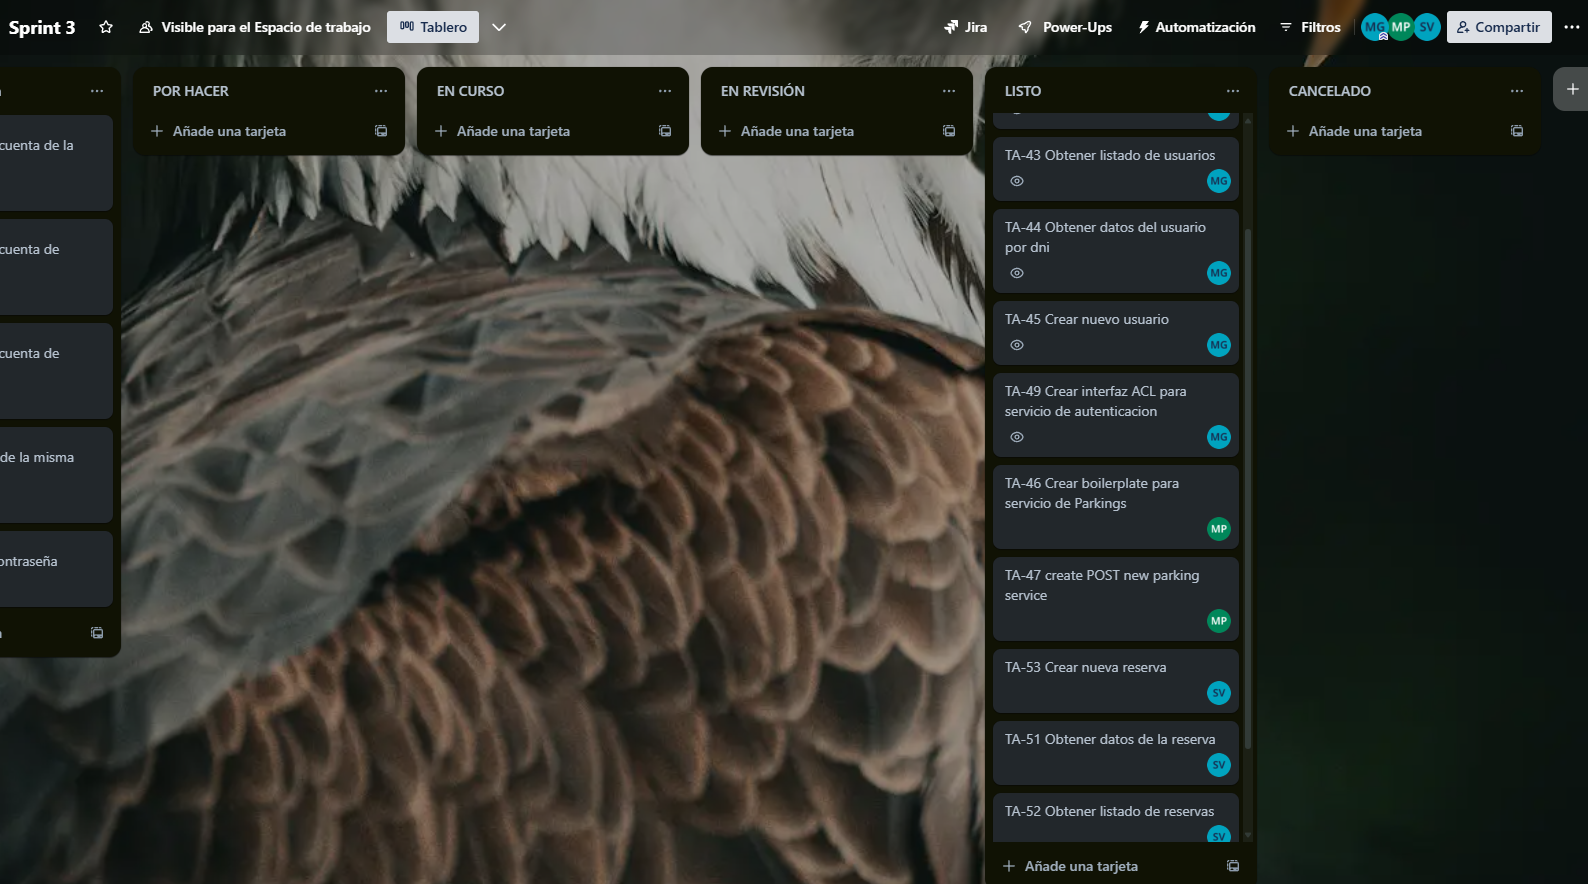 Sprint 3
Visible para el Espacio de trabajo
Tablero
Jira
Power-Ups
Automatización
Filtros
MG
MP
SV
Compartir
cuenta de la
cuenta de
cuenta de
de la misma
ontraseña
POR HACER
Añade una tarjeta
EN CURSO
Añade una tarjeta
EN REVISIÓN
Añade una tarjeta
LISTO
TA-43 Obtener listado de usuarios
MG
TA-44 Obtener datos del usuario
por dni
MG
TA-45 Crear nuevo usuario
MG
TA-49 Crear interfaz ACL para
servicio de autenticacion
MG
TA-46 Crear boilerplate para
servicio de Parkings
MP
TA-47 create POST new parking
service
MP
TA-53 Crear nueva reserva
SV
TA-51 Obtener datos de la reserva
SV
TA-52 Obtener listado de reservas
SV
Añade una tarjeta
CANCELADO
Añade una tarjeta